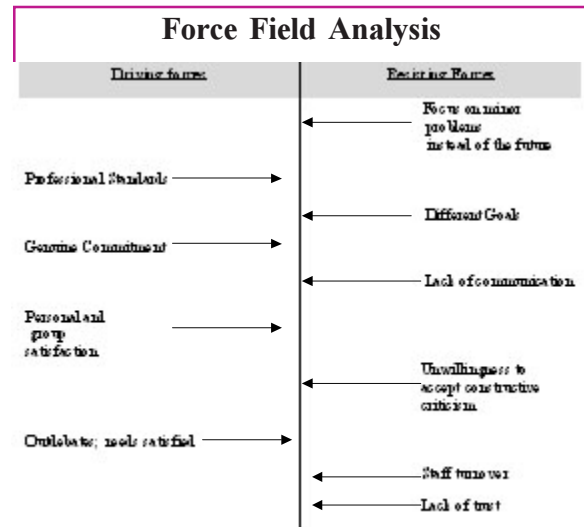 Force Field Analysis
Driving forces
Resisting Forces
Focus on minor
problems
instead of the future
Professional Standards
Different Goals
Genuine Commitment
Lack of communication
Personal and
group
satisfaction
Unwillingness to
accept constructive
criticism
needs satisfied
Staff turnover
Lack of trust